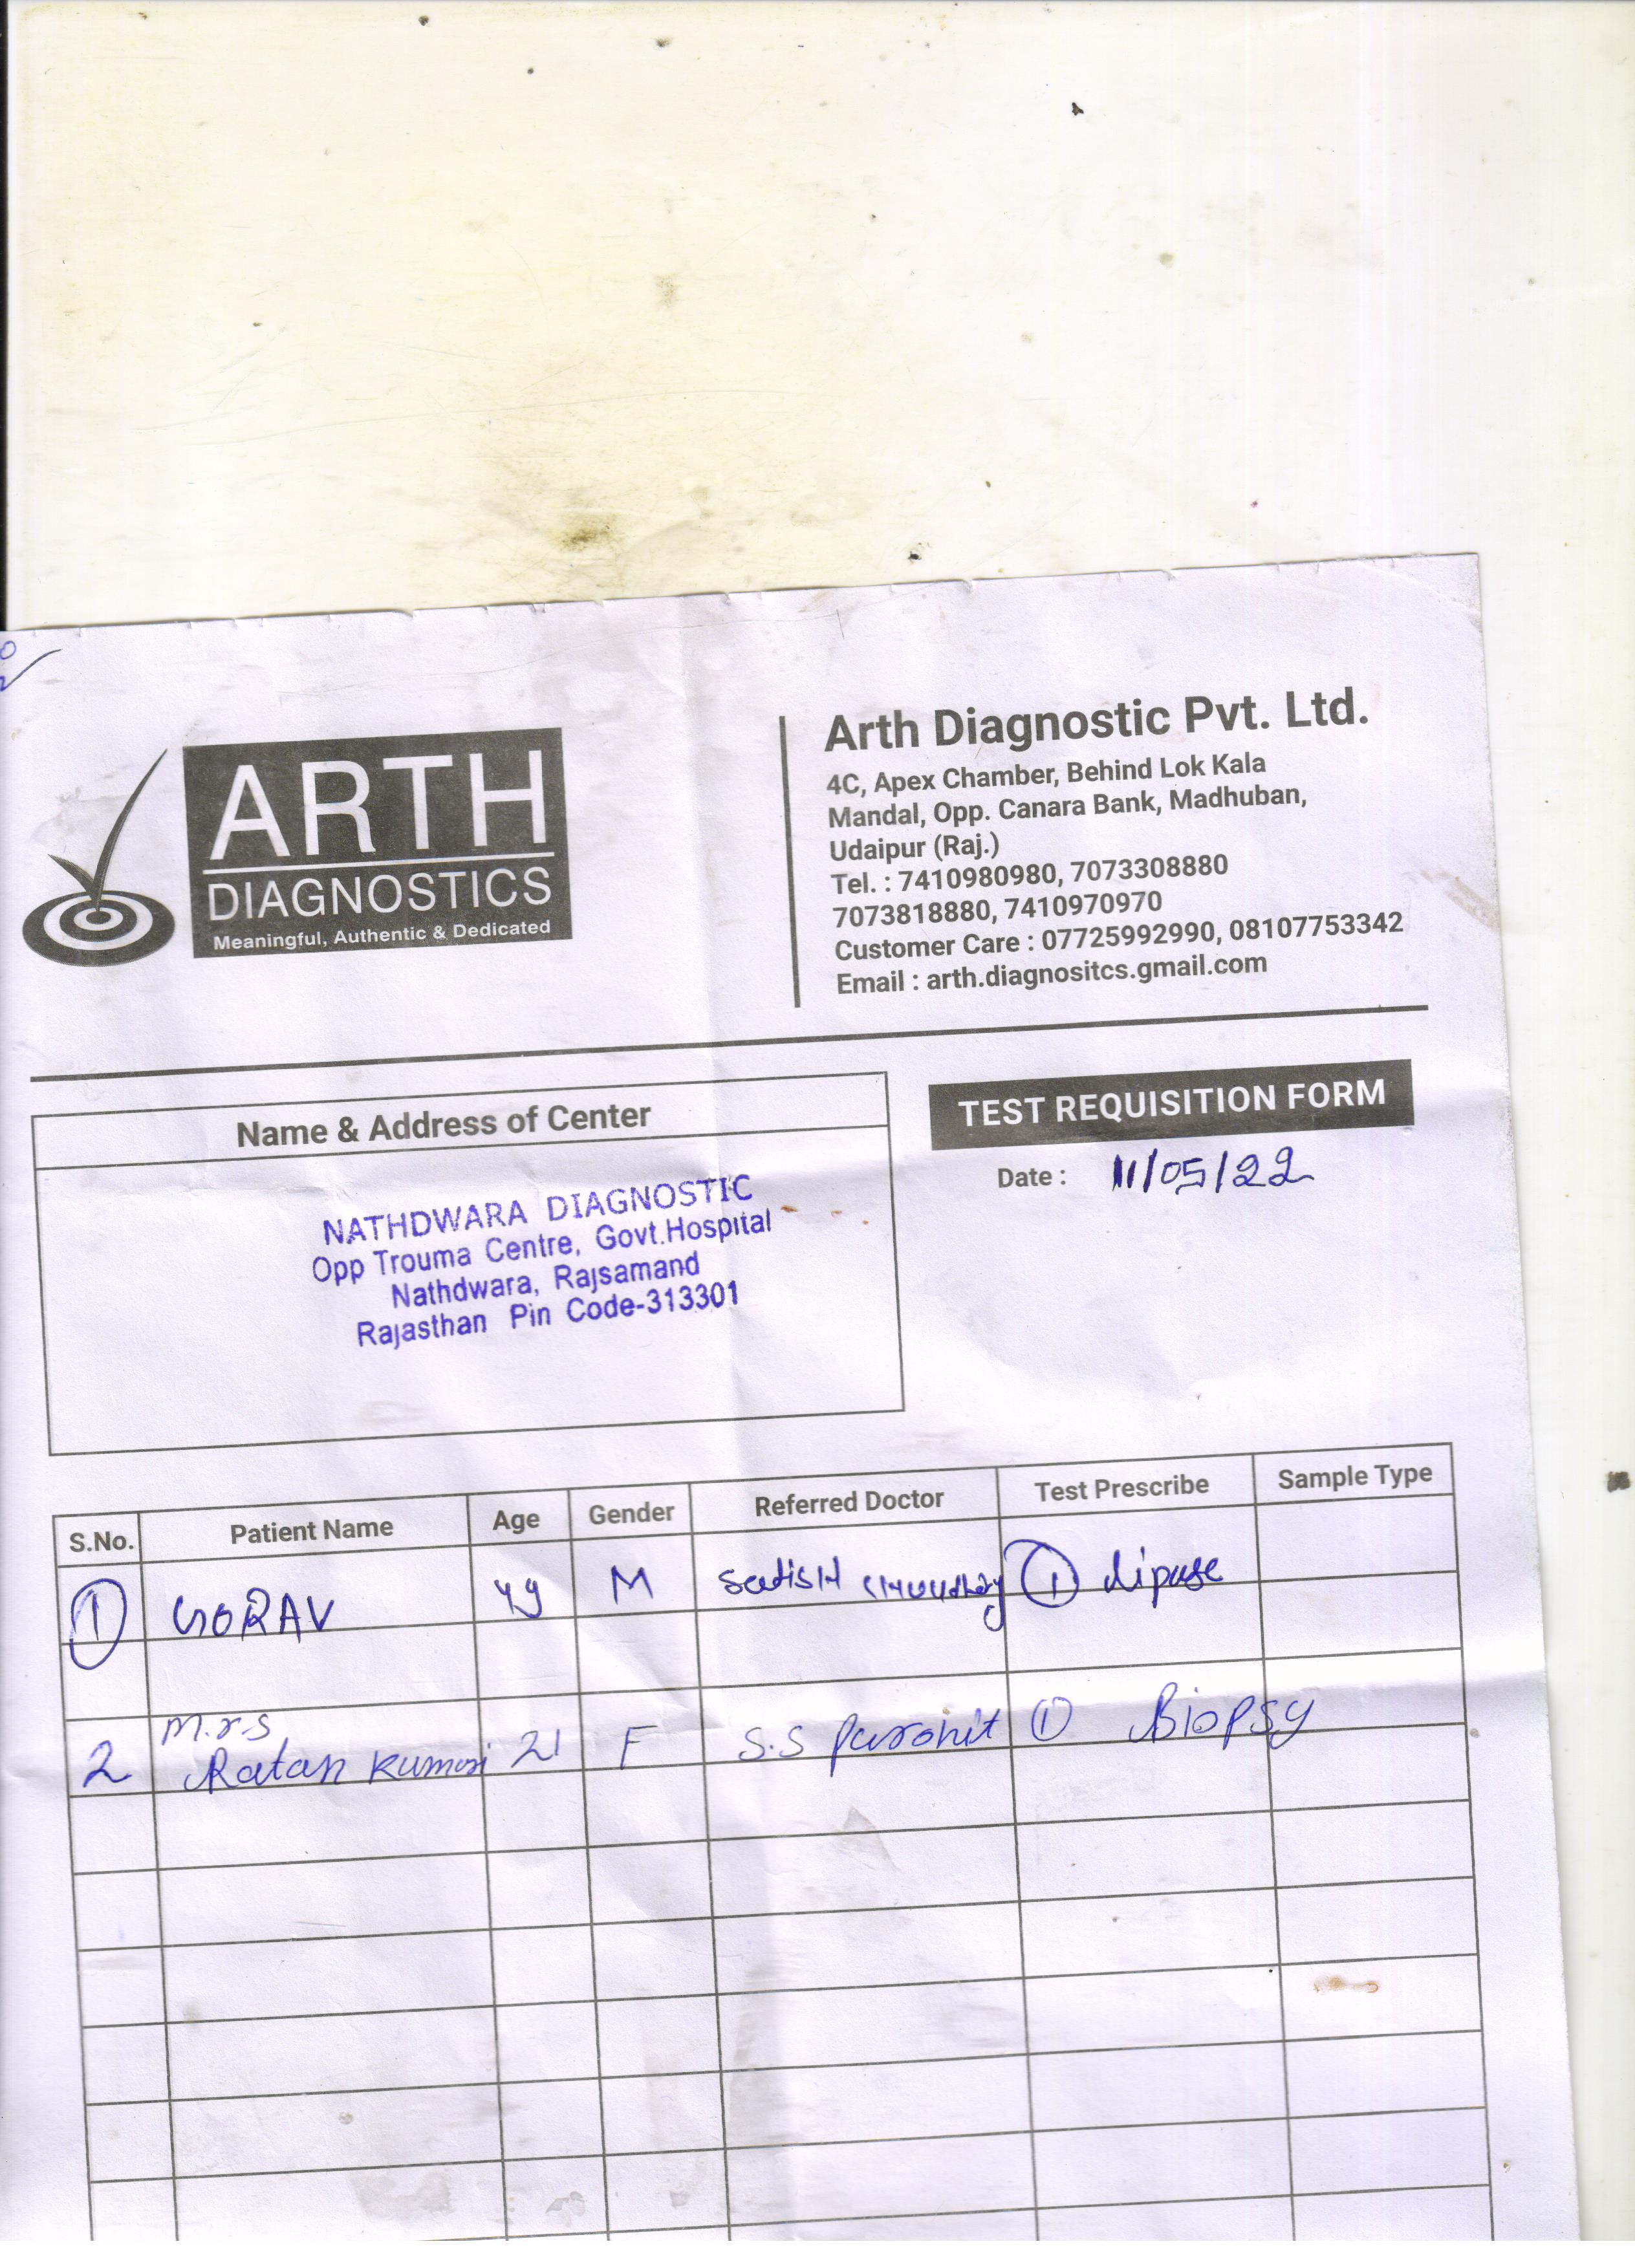 ARTH
DIAGNOSTICS
Meaningful, Authentic & Dedicated
Arth Diagnostic Pvt. Ltd.
4C, Apex Chamber, Behind Lok Kala
Mandal, Opp. Canara Bank, Madhuban,
Udaipur (Raj.)
Tel. : 7410980980, 7073308880
7073818880, 7410970970
Customer Care : 07725992990, 08107753342
Email : arth.diagnositcs.gmail.com
Name & Address of Center
NATHDWARA DIAGNOSTIC
Opp Trouma Centre, Govt.Hospital
Nathdwara, Rajsamand
Rajasthan Pin Code-313301
TEST REQUISITION FORM
Date : 11/05/22
S.No. Patient Name Age Gender Referred Doctor Test Prescribe Sample Type
1 GORAV M Satish Choudhary 1 Lipase
M.rs
2 Ratan Kumari 21 F S.S Purohit 1 Biopsy